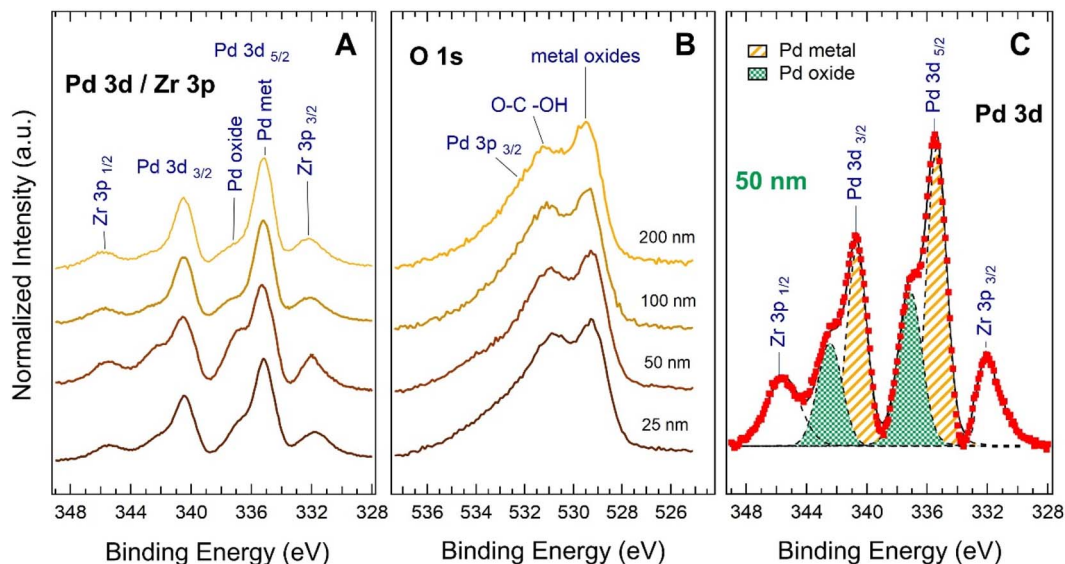 Normalized Intensity (a.u.)
A
Pd 3d / Zr 3p
Zr 3p 1/2
Pd 3d 3/2
Pd oxide
Pd 3d 5/2
Pd met
Zr 3p 3/2
348 344 340 336 332 328
Binding Energy (eV)
B
O 1s
metal oxides
O-C -OH
Pd 3p 3/2
200 nm
100 nm
50 nm
25 nm
536 534 532 530 528 526
Binding Energy (eV)
C
Pd metal
Pd oxide
Pd 3d
50 nm
Zr 3p 1/2
Pd 3d 3/2
Pd 3d 5/2
Zr 3p 3/2
348 344 340 336 332 328
Binding Energy (eV)